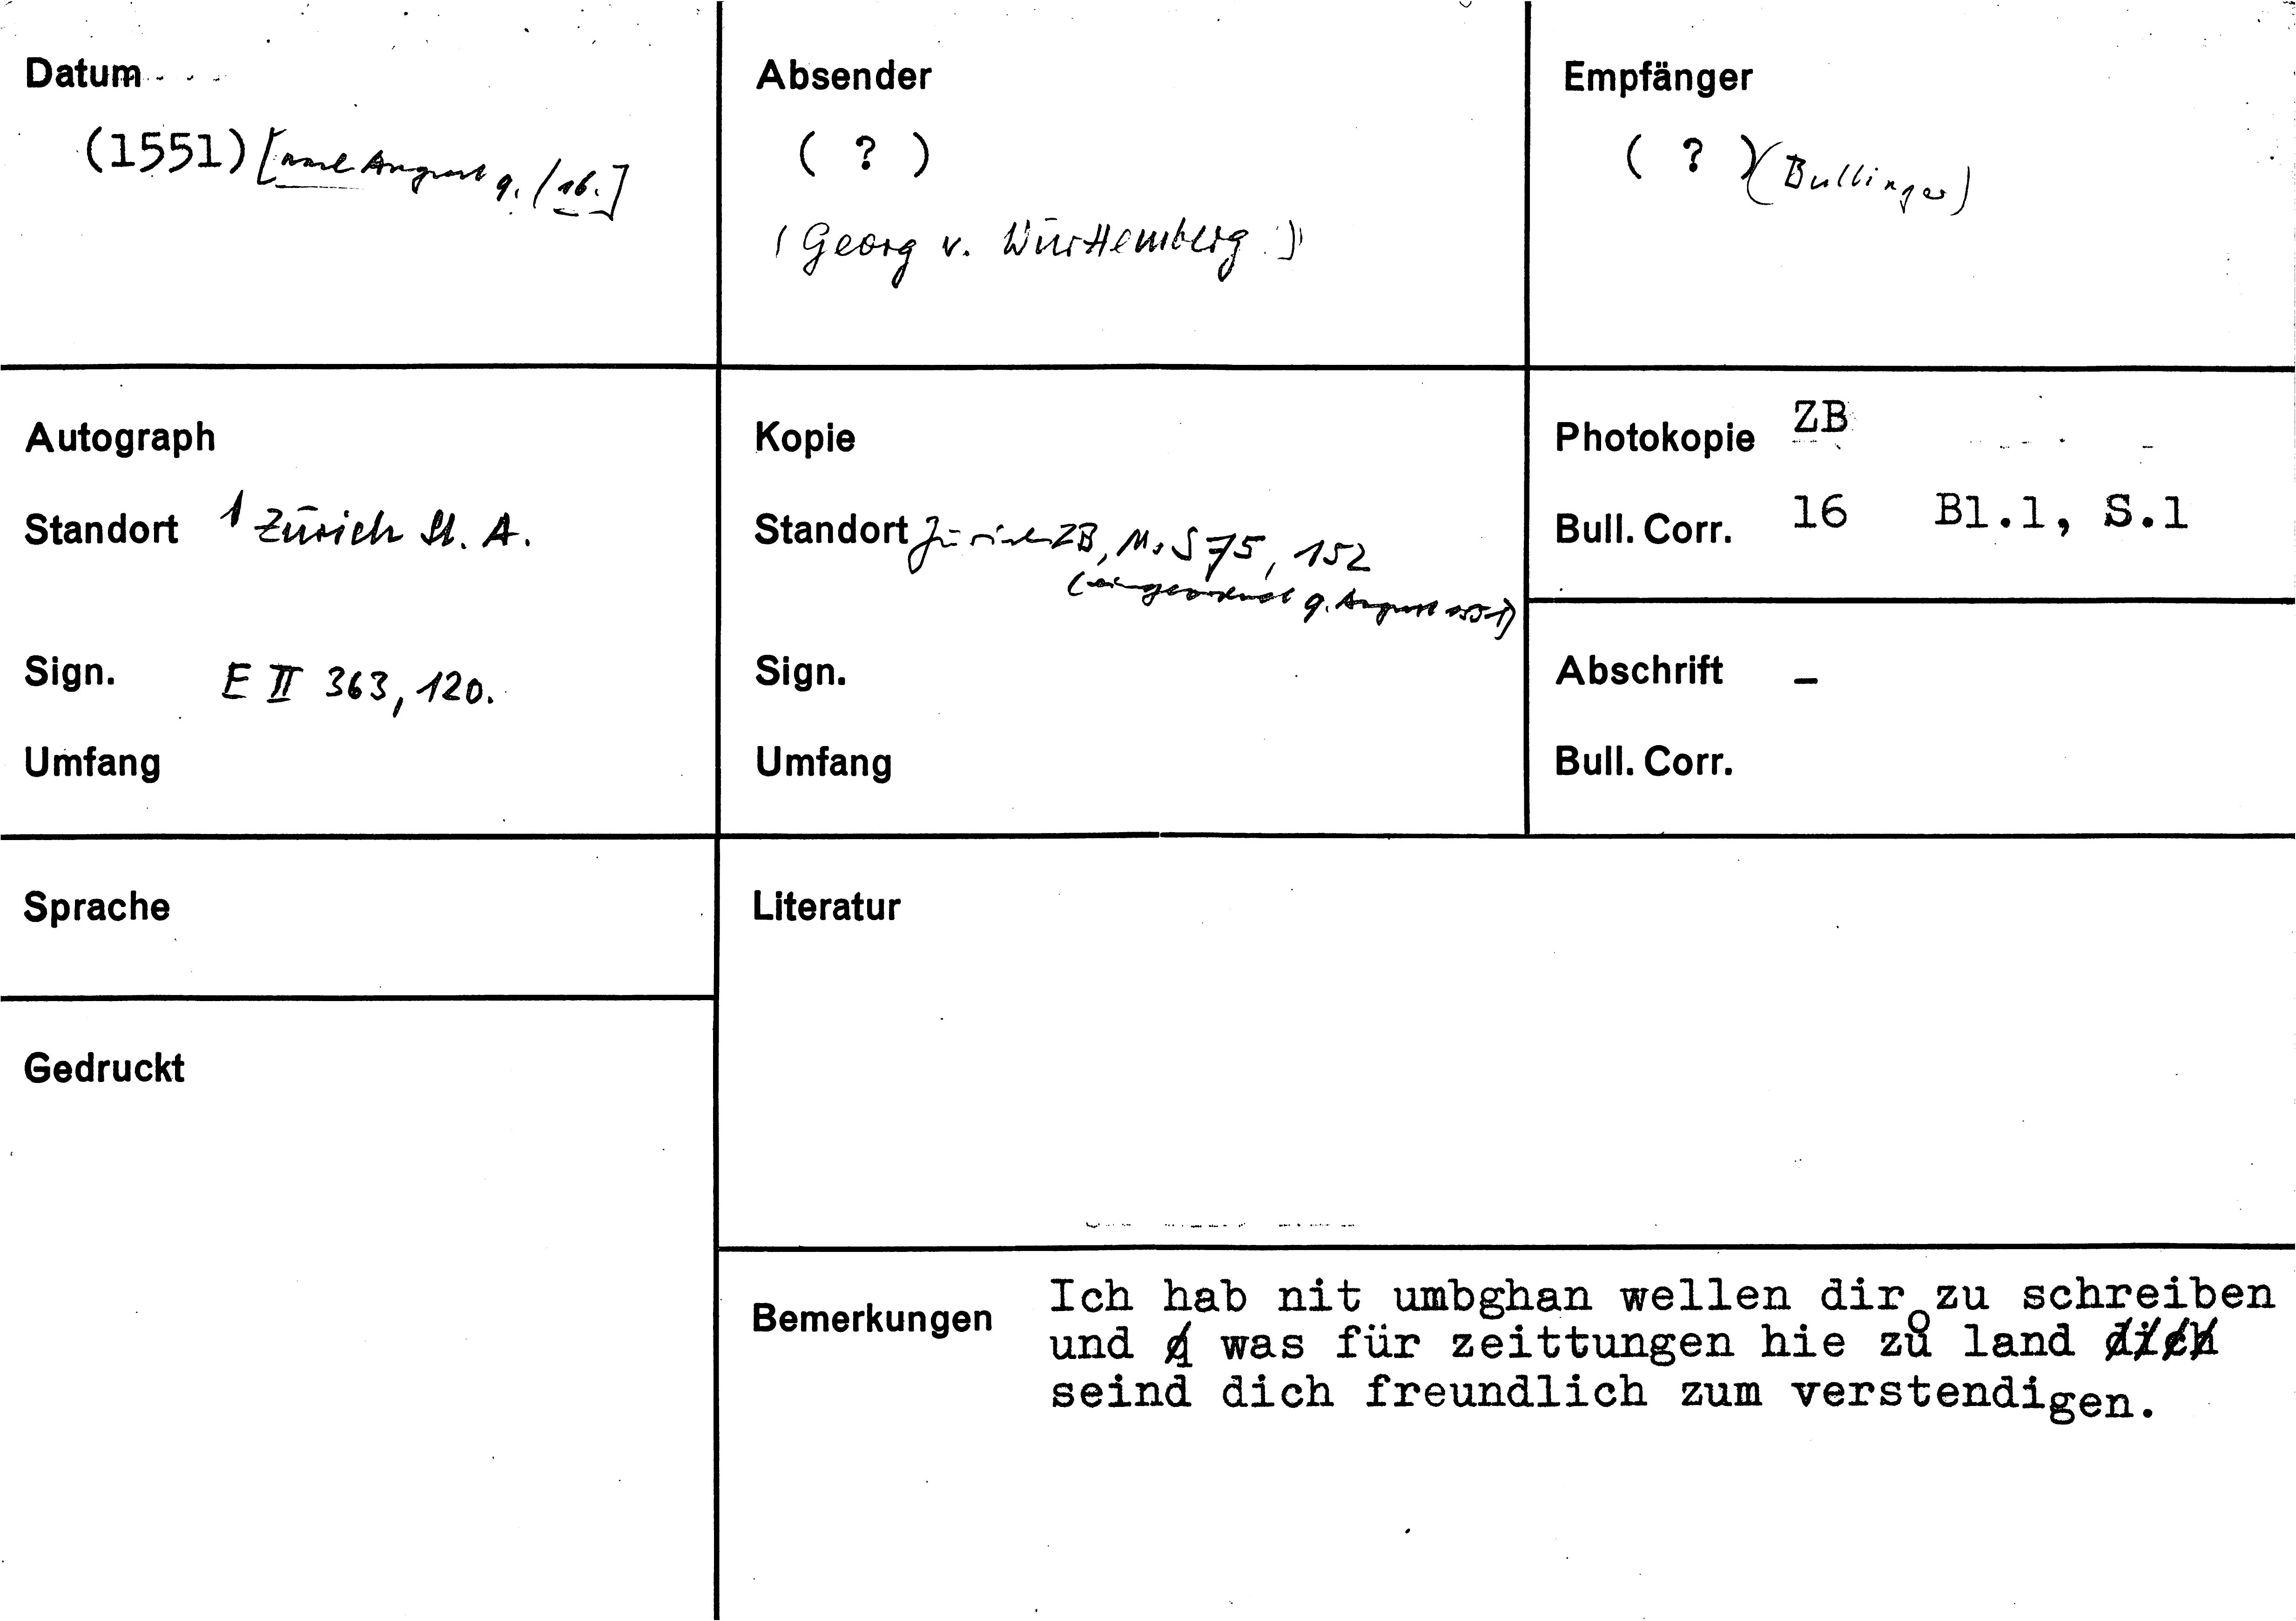 Datum
(1551) [nach August 9. / 16.]
Absender
( ? )
(Georg v. Württemberg)
Empfänger
( ? ) (Bullinger)
Autograph
Standort 1 Zürich St. A.
Sign. E II 363, 120.
Umfang
Kopie
Standort Zürich ZB, Ms S 75, 152
(eingeordnet 9. August 1551)
Sign.
Umfang
Photokopie ZB
Bull. Corr. 16 Bl.1, S.1
Abschrift –
Bull. Corr.
Sprache
Literatur
Gedruckt
Bemerkungen Ich hab nit umbghan wellen dir zu schreiben
und was für zeittungen hie zů land dich
seind dich freundlich zum verstendigen.